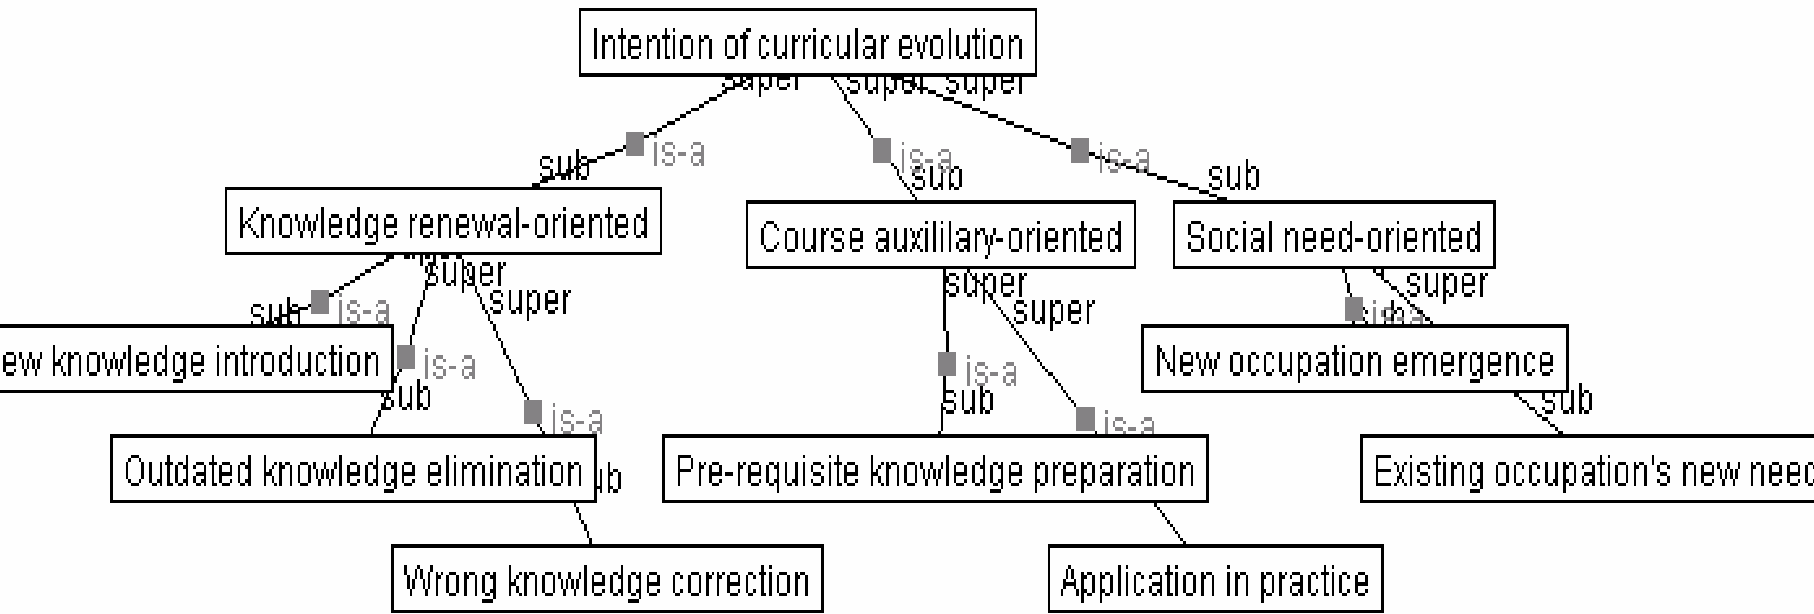 Intention of curricular evolution
super super super
is-a is-a is-a
sub sub sub
Knowledge renewal-oriented
Course auxililary-oriented
Social need-oriented
super super super
super super
sub is-a is-a
ew knowledge introduction
New occupation emergence
is-a is-a
sub sub sub
is-a is-a
Outdated knowledge elimination
Pre-requisite knowledge preparation
Existing occupation's new need
ub
Wrong knowledge correction
Application in practice